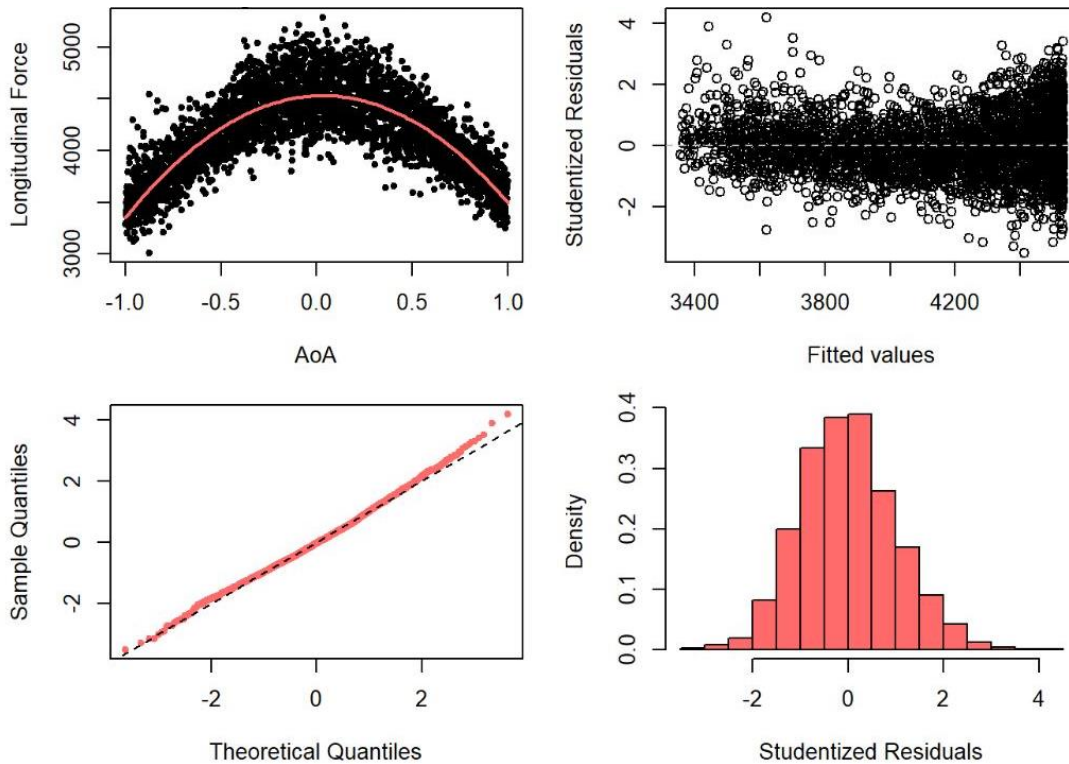 Longitudinal Force
5000
4000
3000
-1.0 -0.5 0.0 0.5 1.0
AoA
Studentized Residuals
4
2
0
-2
3400 3800 4200
Fitted values
Sample Quantiles
4
2
0
-2
-2 0 2
Theoretical Quantiles
Density
0.4
0.3
0.2
0.1
0.0
-2 0 2 4
Studentized Residuals